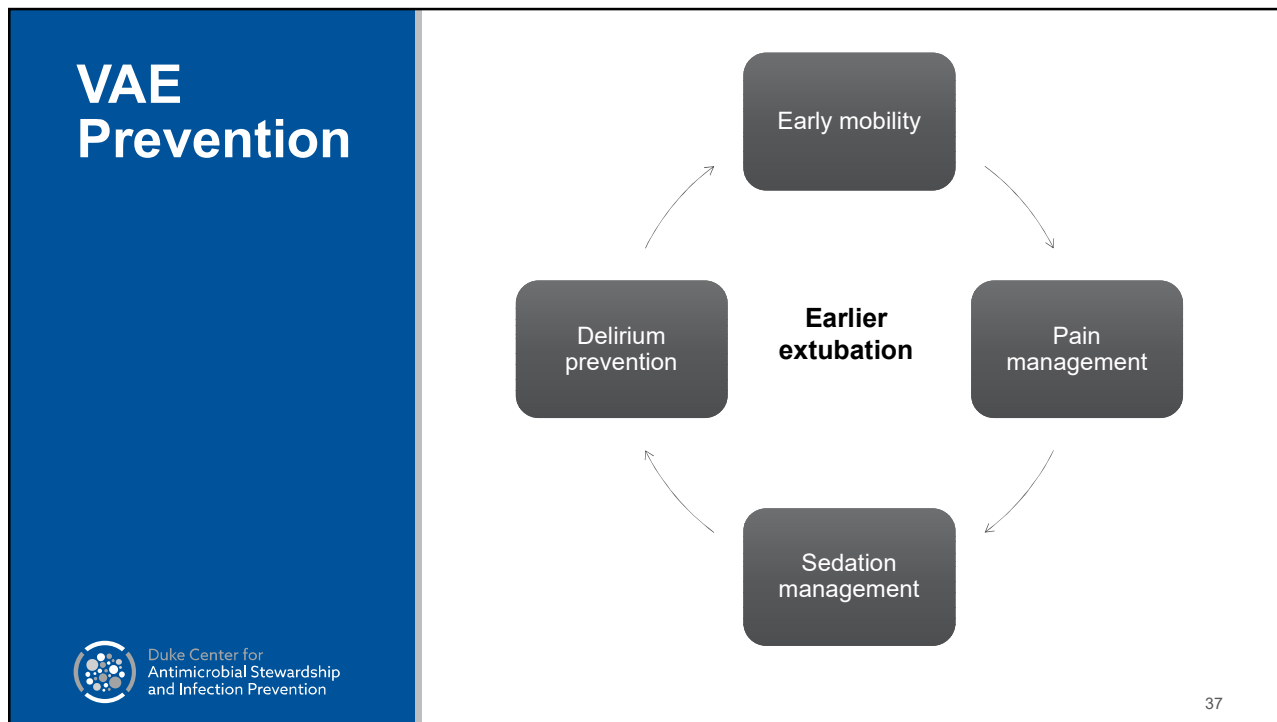 VAE
Prevention
Early mobility
Delirium
prevention
Earlier
extubation
Pain
management
Sedation
management
Duke Center for
Antimicrobial Stewardship
and Infection Prevention
37